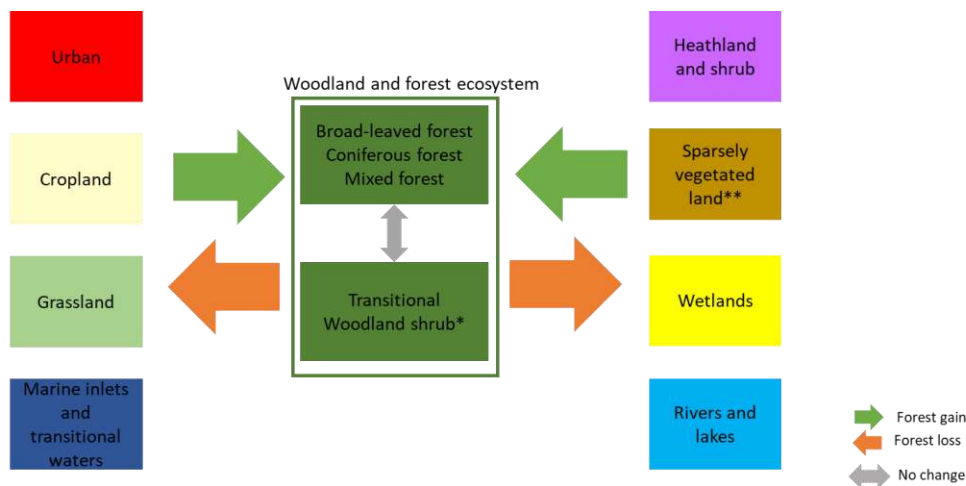 Urban
Cropland
Grassland
Marine inlets
and
transitional
waters
Woodland and forest ecosystem
Broad-leaved forest
Coniferous forest
Mixed forest
Transitional
Woodland shrub*
Heathland
and shrub
Sparsely
vegetated
land**
Wetlands
Rivers and
lakes
Forest gain
Forest loss
No change